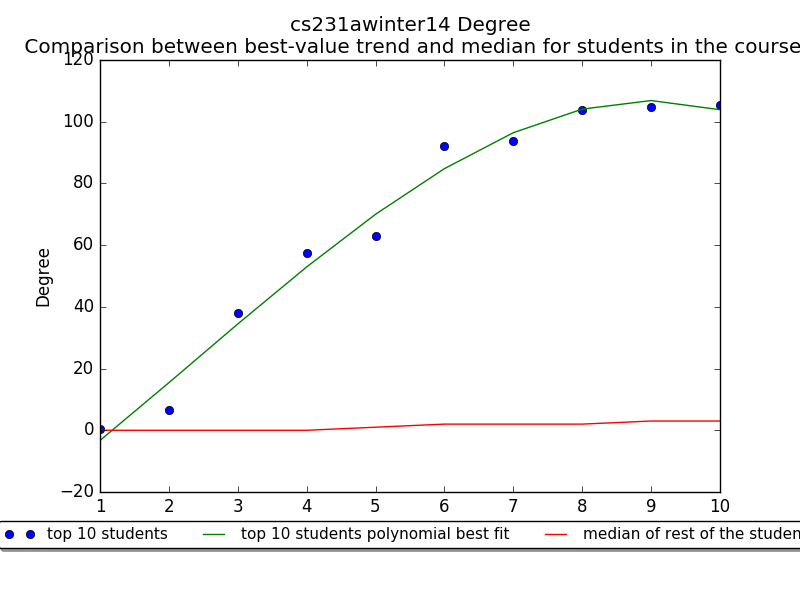 cs231awinter14 Degree
Comparison between best-value trend and median for students in the course
120
100
80
60
40
20
0
−20
Degree
1 2 3 4 5 6 7 8 9 10
top 10 students top 10 students polynomial best fit median of rest of the studen